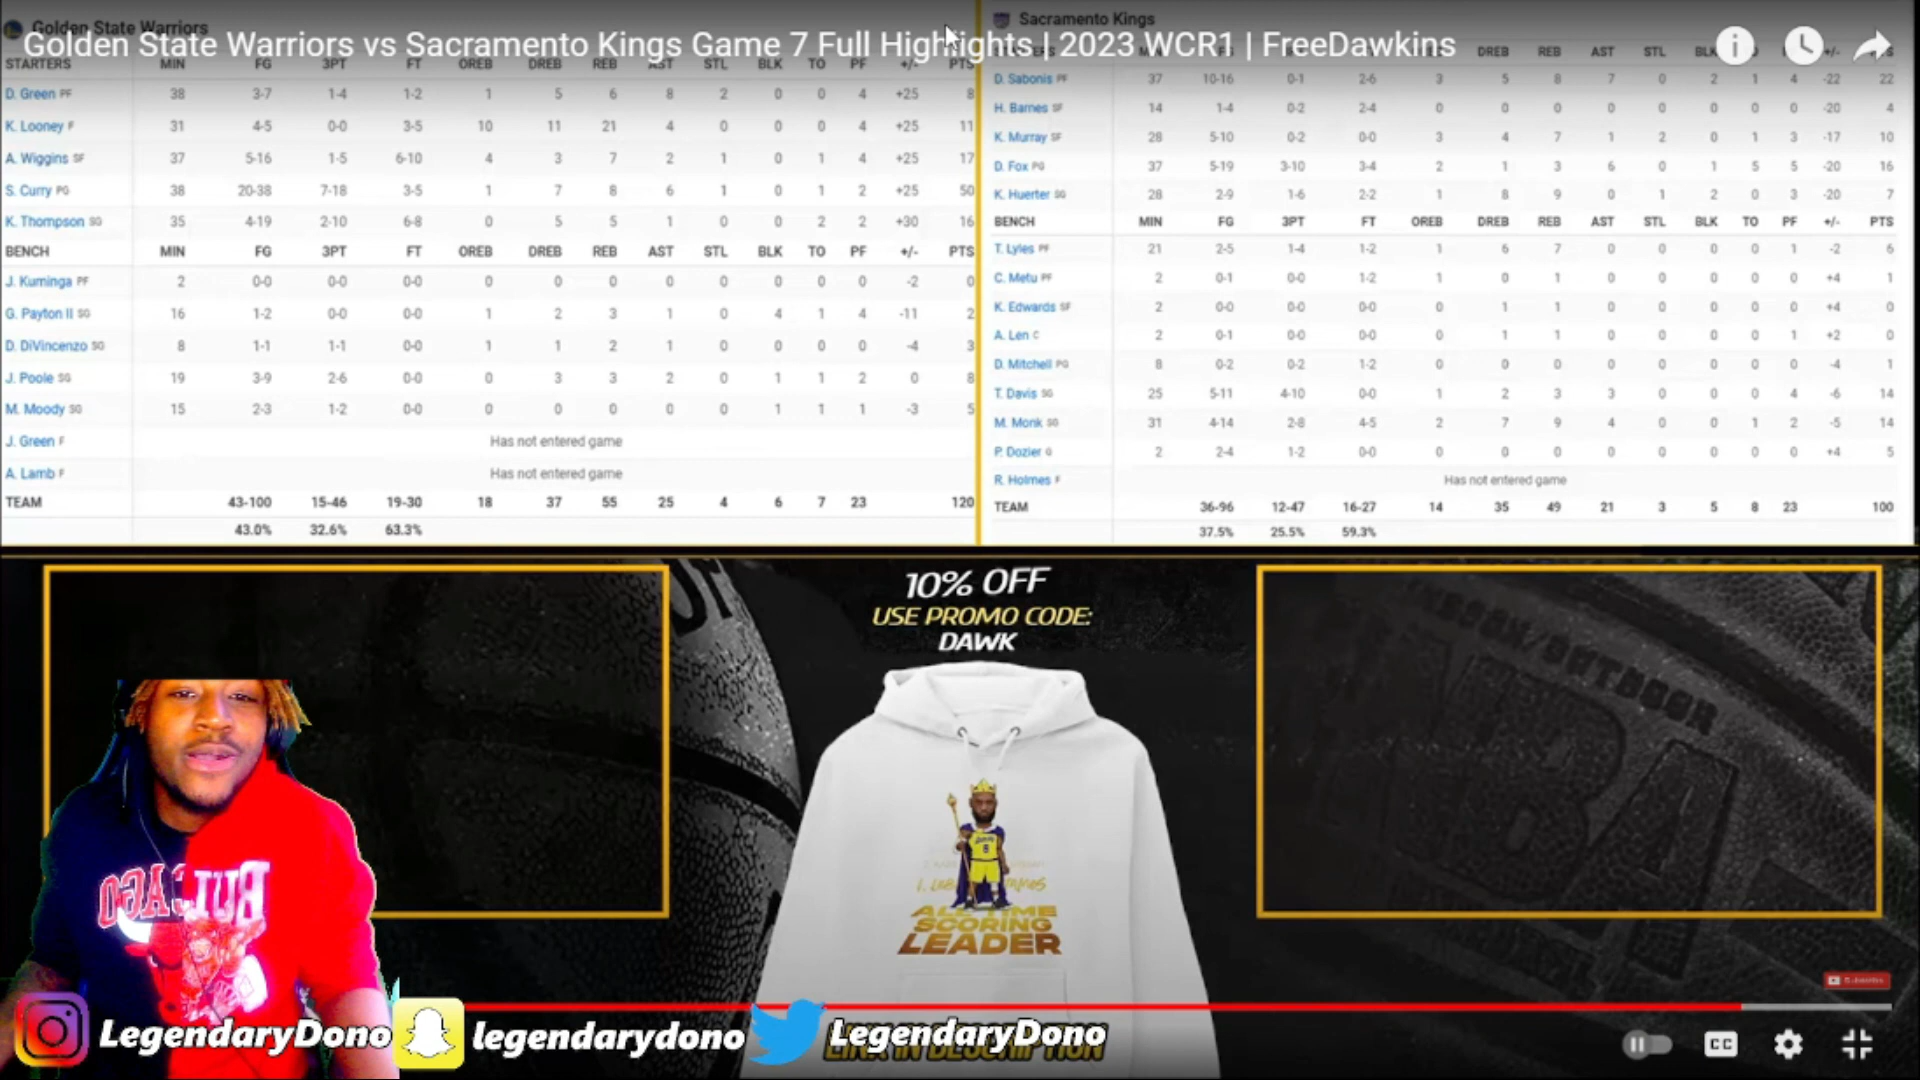 Golden State Warriors
Golden State Warriors vs Sacramento Kings Game 7 Full Highlights | 2023 WCR1 | FreeDawkins
STARTERS MIN FG 3PT FT OREB DREB REB AST STL BLK TO PF +/- PTS
D. Green PF 38 3-7 1-4 1-2 1 5 6 8 2 0 0 4 +25 8
K. Looney F 31 4-5 0-0 3-5 10 11 21 4 0 0 0 4 +25 11
A. Wiggins SF 37 5-16 1-5 6-10 4 3 7 2 1 0 1 4 +25 17
S. Curry PG 38 20-38 7-18 3-5 1 7 8 6 1 0 1 2 +25 50
K. Thompson SG 35 4-19 2-10 6-8 0 5 5 1 0 0 2 2 +30 16
BENCH MIN FG 3PT FT OREB DREB REB AST STL BLK TO PF +/- PTS
J. Kuminga PF 2 0-0 0-0 0-0 0 0 0 0 0 0 0 0 -2 0
G. Payton II SG 16 1-2 0-0 0-0 1 2 3 1 0 4 1 4 -11 2
D. DiVincenzo SG 8 1-1 1-1 0-0 1 1 2 1 0 0 0 0 -4 3
J. Poole SG 19 3-9 2-6 0-0 0 3 3 2 0 1 1 2 0 8
M. Moody SG 15 2-3 1-2 0-0 0 0 0 0 0 1 1 1 -3 5
J. Green F Has not entered game
A. Lamb F Has not entered game
TEAM 43-100 15-46 19-30 18 37 55 25 4 6 7 23 120
43.0% 32.6% 63.3%
Sacramento Kings
MIN FG 3PT FT OREB DREB REB AST STL BLK +/- PTS
D. Sabonis PF 37 10-16 0-1 2-6 3 5 8 7 0 2 1 4 -22 22
H. Barnes SF 14 1-4 0-2 2-4 0 0 0 0 0 0 0 0 -20 4
K. Murray SF 28 5-10 0-2 0-0 3 4 7 1 2 0 1 3 -17 10
D. Fox PG 37 5-19 3-10 3-4 2 1 3 6 0 1 5 5 -20 16
K. Huerter SG 28 2-9 1-6 2-2 1 8 9 0 1 2 0 3 -20 7
BENCH MIN FG 3PT FT OREB DREB REB AST STL BLK TO PF +/- PTS
T. Lyles PF 21 2-5 1-4 1-2 1 6 7 0 0 0 0 1 -2 6
C. Metu PF 2 0-1 0-0 1-2 1 0 1 0 0 0 0 0 +4 1
K. Edwards SF 2 0-0 0-0 0-0 0 1 1 0 0 0 0 0 +4 0
A. Len C 2 0-1 0-0 0-0 0 1 1 0 0 0 0 1 +2 0
D. Mitchell PG 8 0-2 0-2 1-2 0 0 0 0 0 0 0 0 -4 1
T. Davis SG 25 5-11 4-10 0-0 1 2 3 3 0 0 0 4 -6 14
M. Monk SG 31 4-14 2-8 4-5 2 7 9 4 0 0 1 2 -5 14
P. Dozier G 2 2-4 1-2 0-0 0 0 0 0 0 0 0 0 +4 5
R. Holmes F Has not entered game
TEAM 36-96 12-47 16-27 14 35 49 21 3 5 8 23 100
37.5% 25.5% 59.3%
10% OFF
USE PROMO CODE:
DAWK
ALL-TIME
SCORING
LEADER
CHICAGO BULLS
LegendaryDono legendarydono LegendaryDono
LINK IN DESCRIPTION
CC